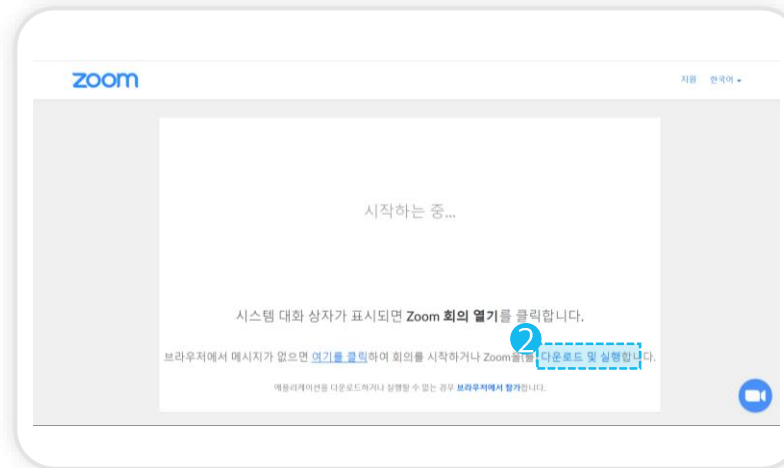 zoom
지원 한국어
시작하는 중...
시스템 대화 상자가 표시되면 Zoom 회의 열기를 클릭합니다.
2
브라우저에서 메시지가 없으면 여기를 클릭하여 회의를 시작하거나 Zoom을(를) 다운로드 및 실행합니다.
애플리케이션을 다운로드하거나 실행할 수 없는 경우 브라우저에서 참가합니다.